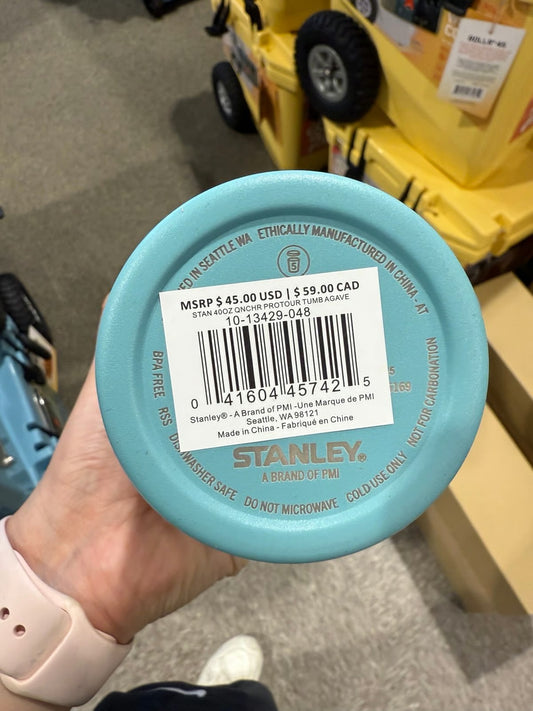 ED IN SEATTLE WA ETHICALLY MANUFACTURED IN CHINA. AT
5
MSRP $ 45.00 USD | $ 59.00 CAD
STAN 40OZ QNCHR PROTOUR TUMB AGAVE
10-13429-048
0 41604 45742 5
Stanley® - A Brand of PMI -Une Marque de PMI
Seattle, WA 98121
Made in China - Fabriqué en Chine
5
7169
STANLEY®
A BRAND OF PMI
BPA FREE RSS DISHWASHER SAFE DO NOT MICROWAVE COLD USE ONLY NOT FOR CARBONATION